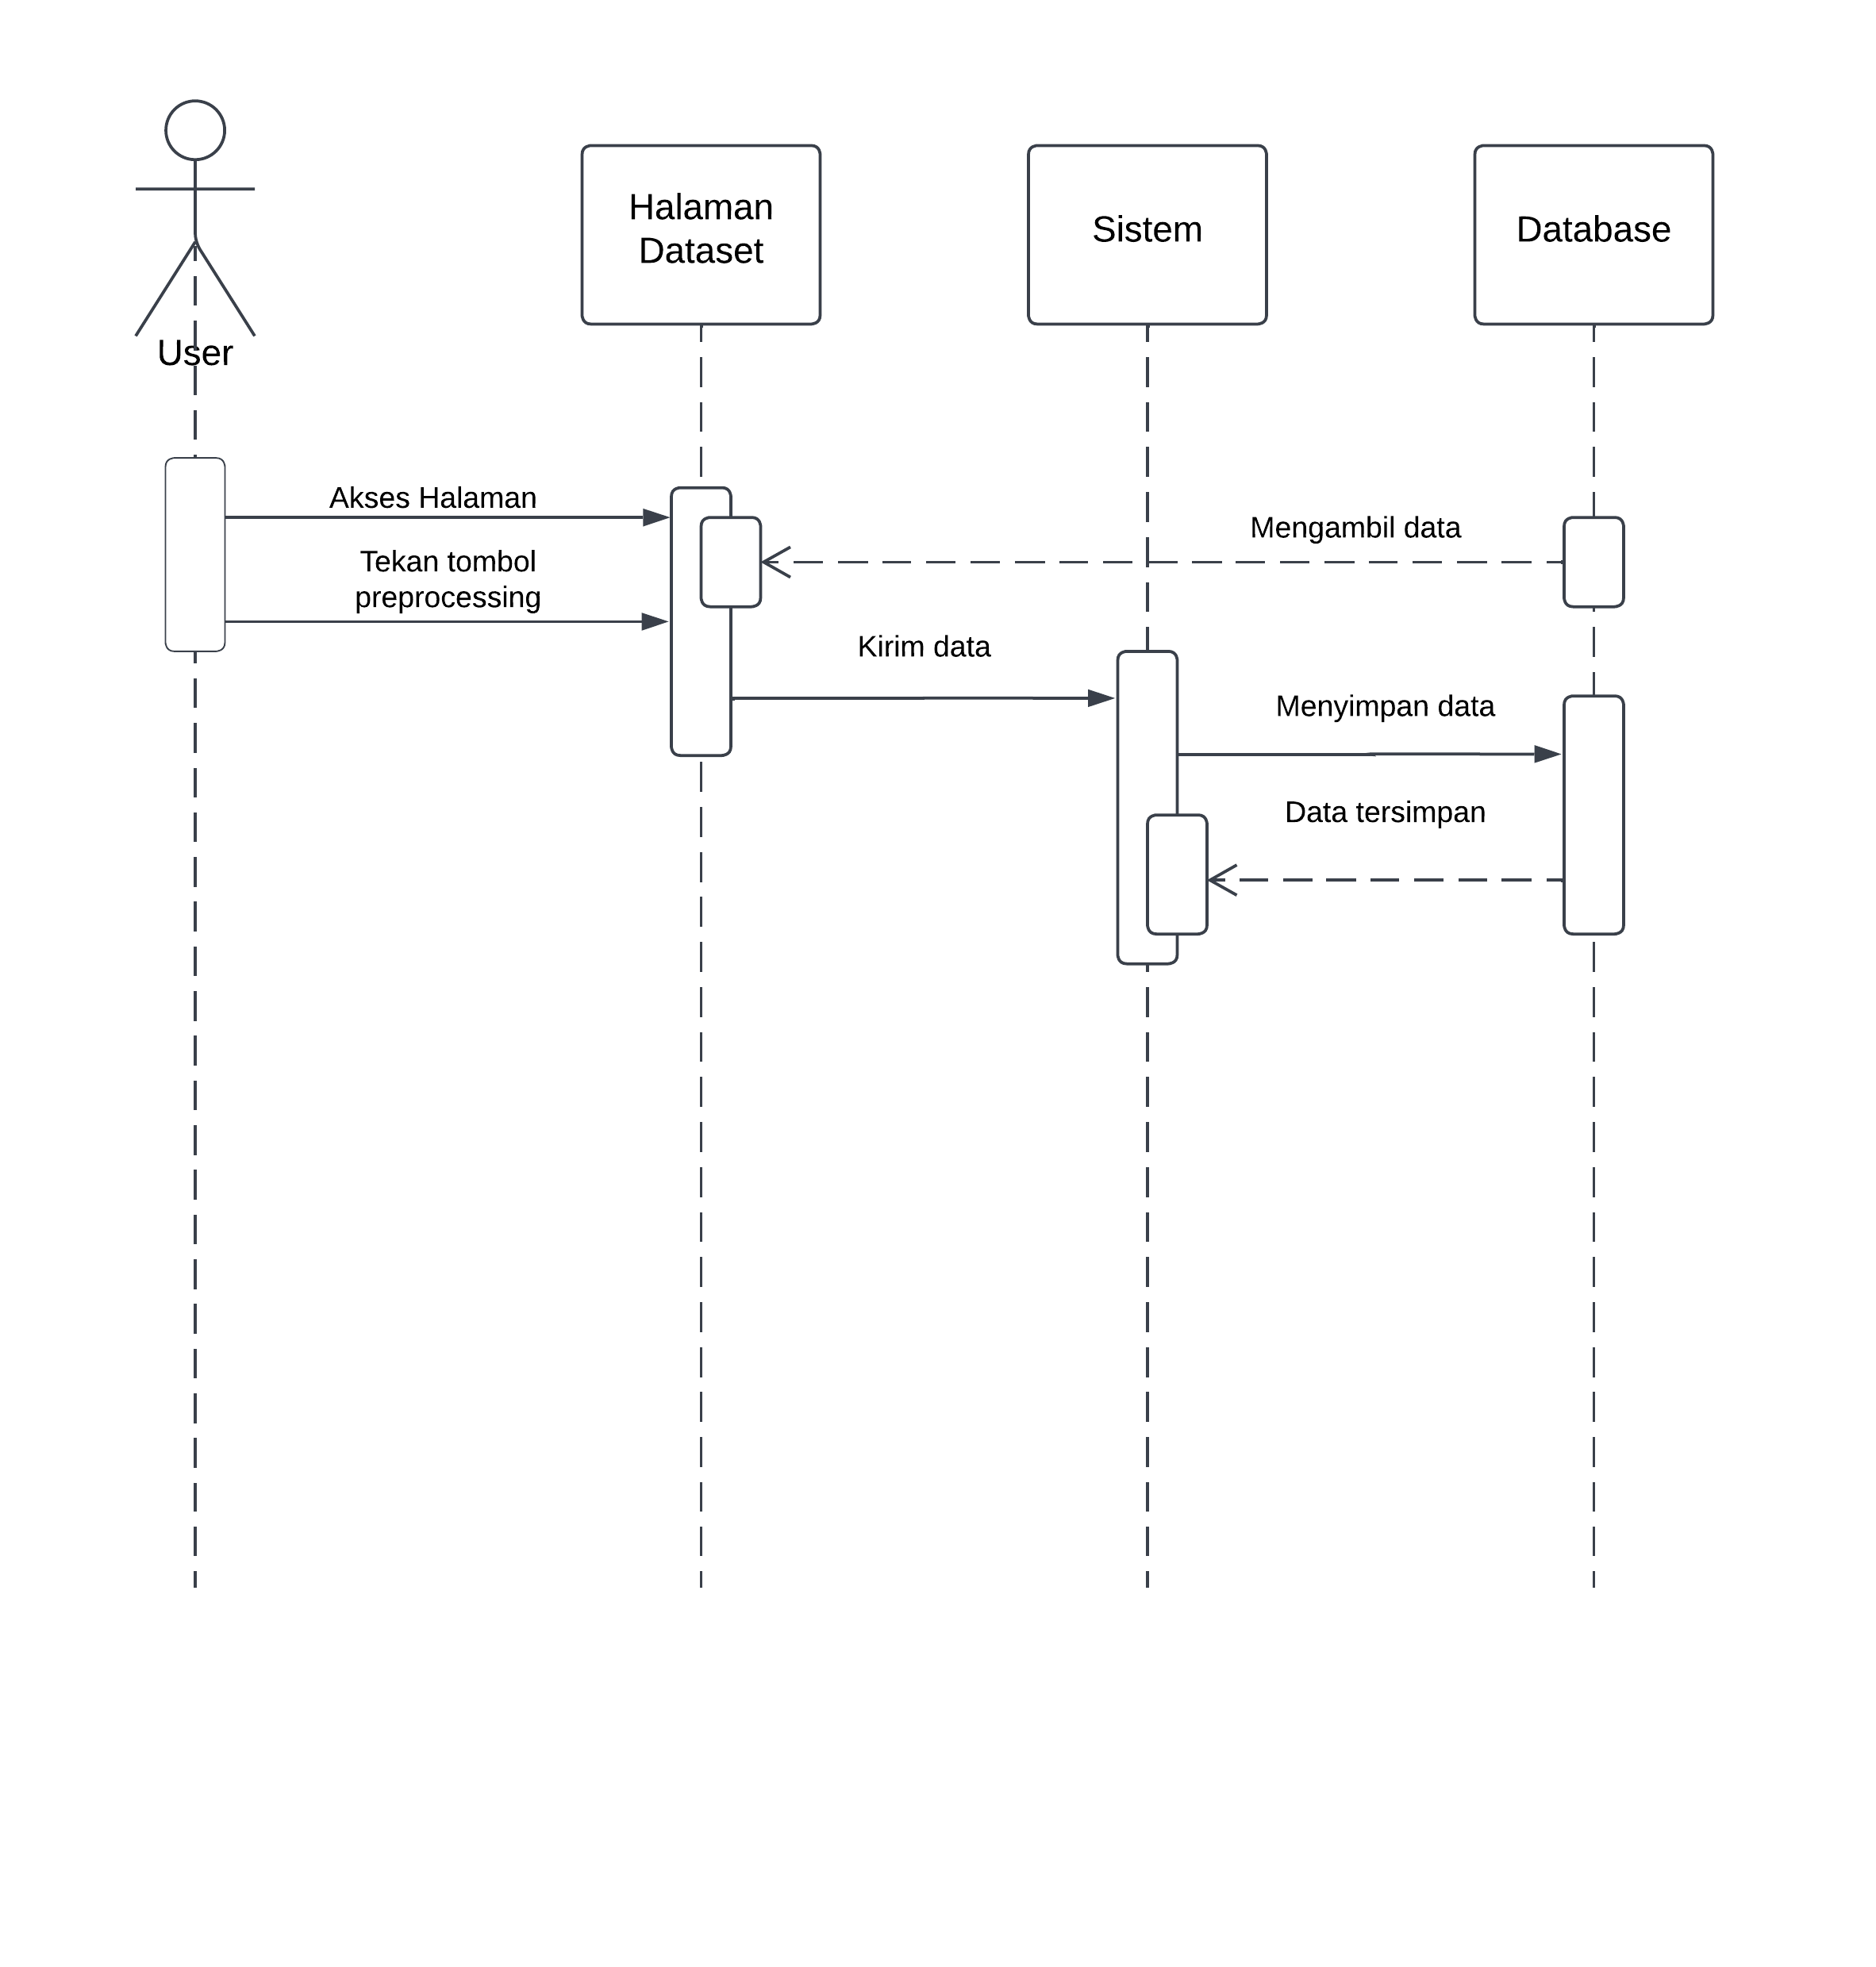 Halaman
Dataset
Sistem
Database
User
Akses Halaman
Mengambil data
Tekan tombol
preprocessing
Kirim data
Menyimpan data
Data tersimpan